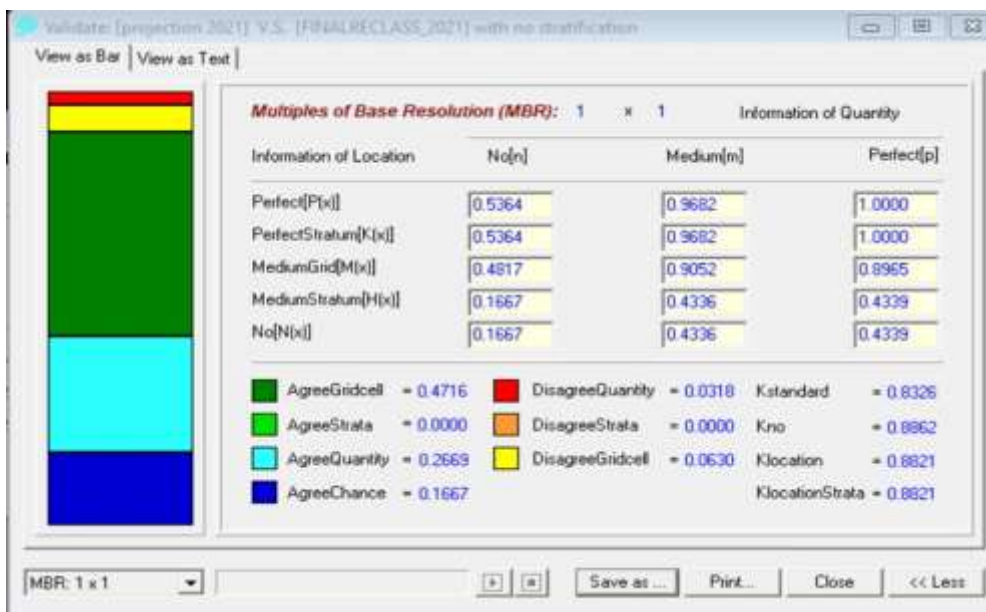 Validate: [projection 2021] V.S. [FINALRECLASS_2021] with no stratification
View as Bar View as Text
Multiples of Base Resolution (MBR): 1 x 1 Information of Quantity
Information of Location No[n] Medium[m] Perfect[p]
Perfect[P(x)] 0.5364 0.9682 1.0000
PerfectStratum[K(x)] 0.5364 0.9682 1.0000
MediumGrid[M(x)] 0.4817 0.9052 0.8965
MediumStratum[H(x)] 0.1667 0.4336 0.4339
No[N(x)] 0.1667 0.4336 0.4339
AgreeGridcell = 0.4716 DisagreeQuantity = 0.0318 Kstandard = 0.8326
AgreeStrata = 0.0000 DisagreeStrata = 0.0000 Kno = 0.8862
AgreeQuantity = 0.2669 DisagreeGridcell = 0.0630 Klocation = 0.8821
AgreeChance = 0.1667 KlocationStrata = 0.8821
MBR: 1 x 1 Save as ... Print... Close << Less